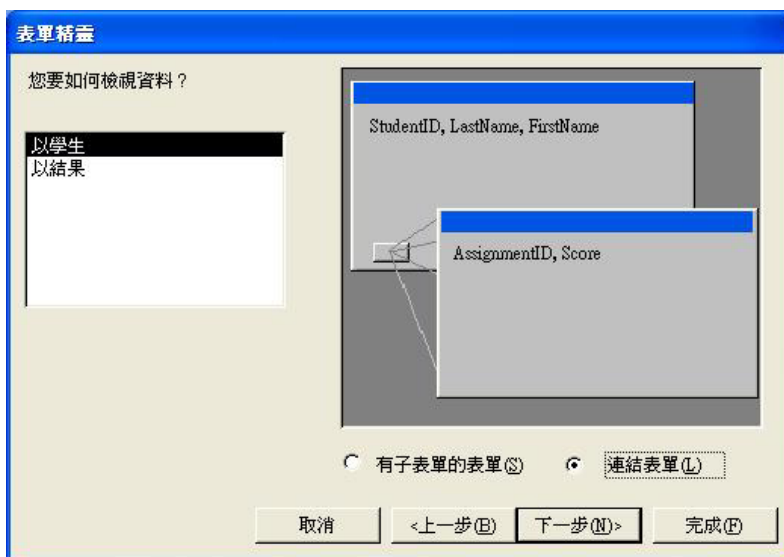 表單精靈
您要如何檢視資料？
以學生
以結果
StudentID, LastName, FirstName
AssignmentID, Score
有子表單的表單(S)
連結表單(L)
取消
<上一步(B)
下一步(N)>
完成(F)